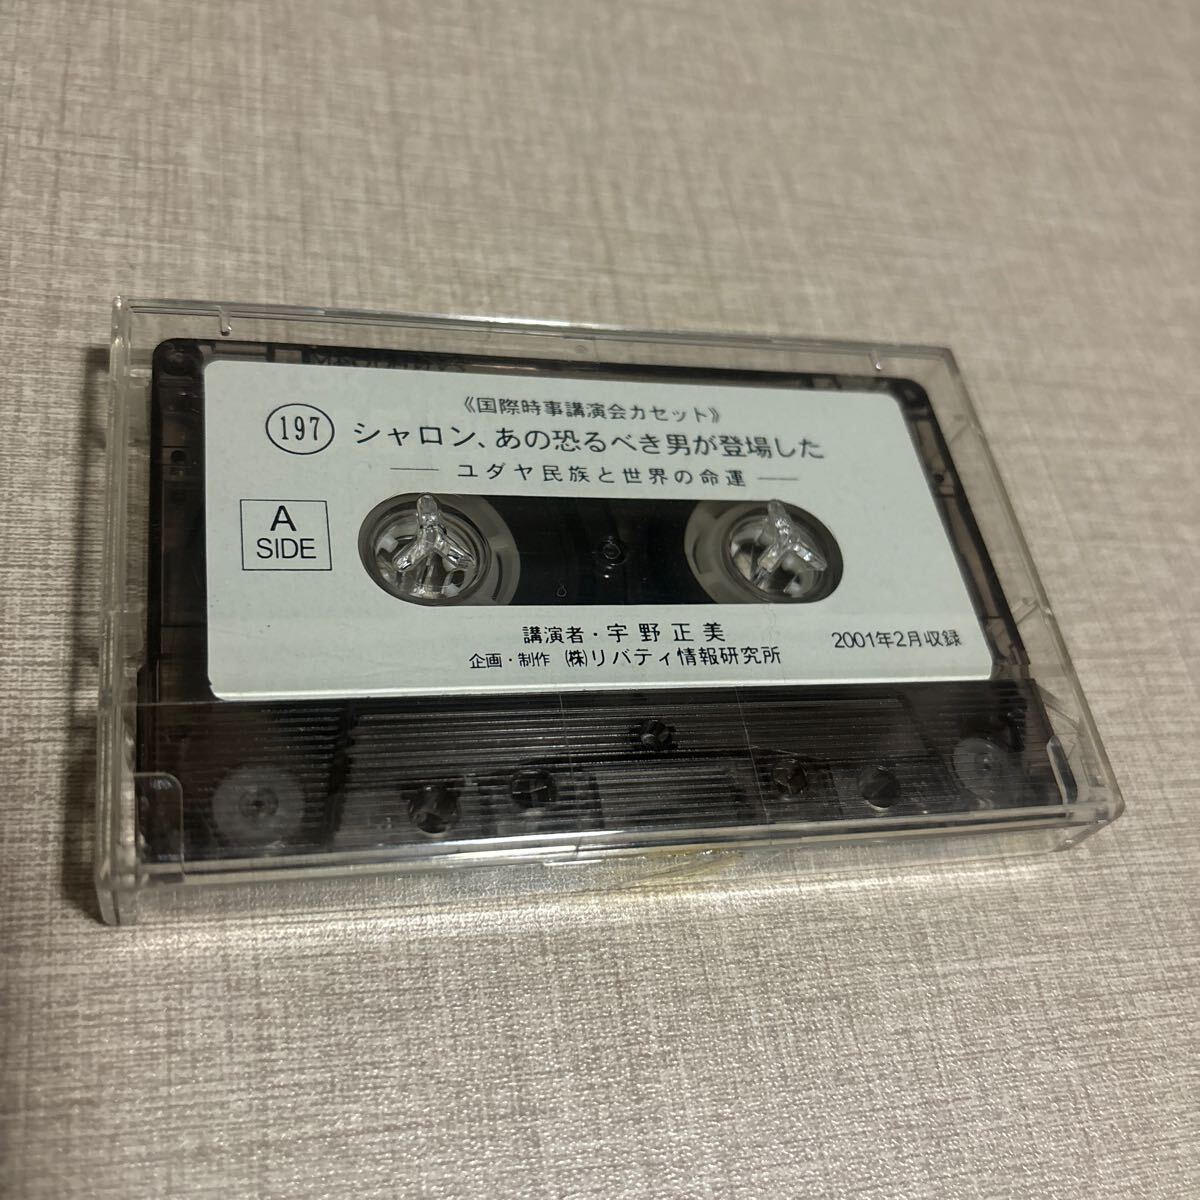 《国際時事講演会カセット》
197 シャロン、あの恐るべき男が登場した
── ユダヤ民族と世界の命運 ──
A
SIDE
講演者・宇野正美
企画・制作 (株)リバティ情報研究所
2001年2月収録